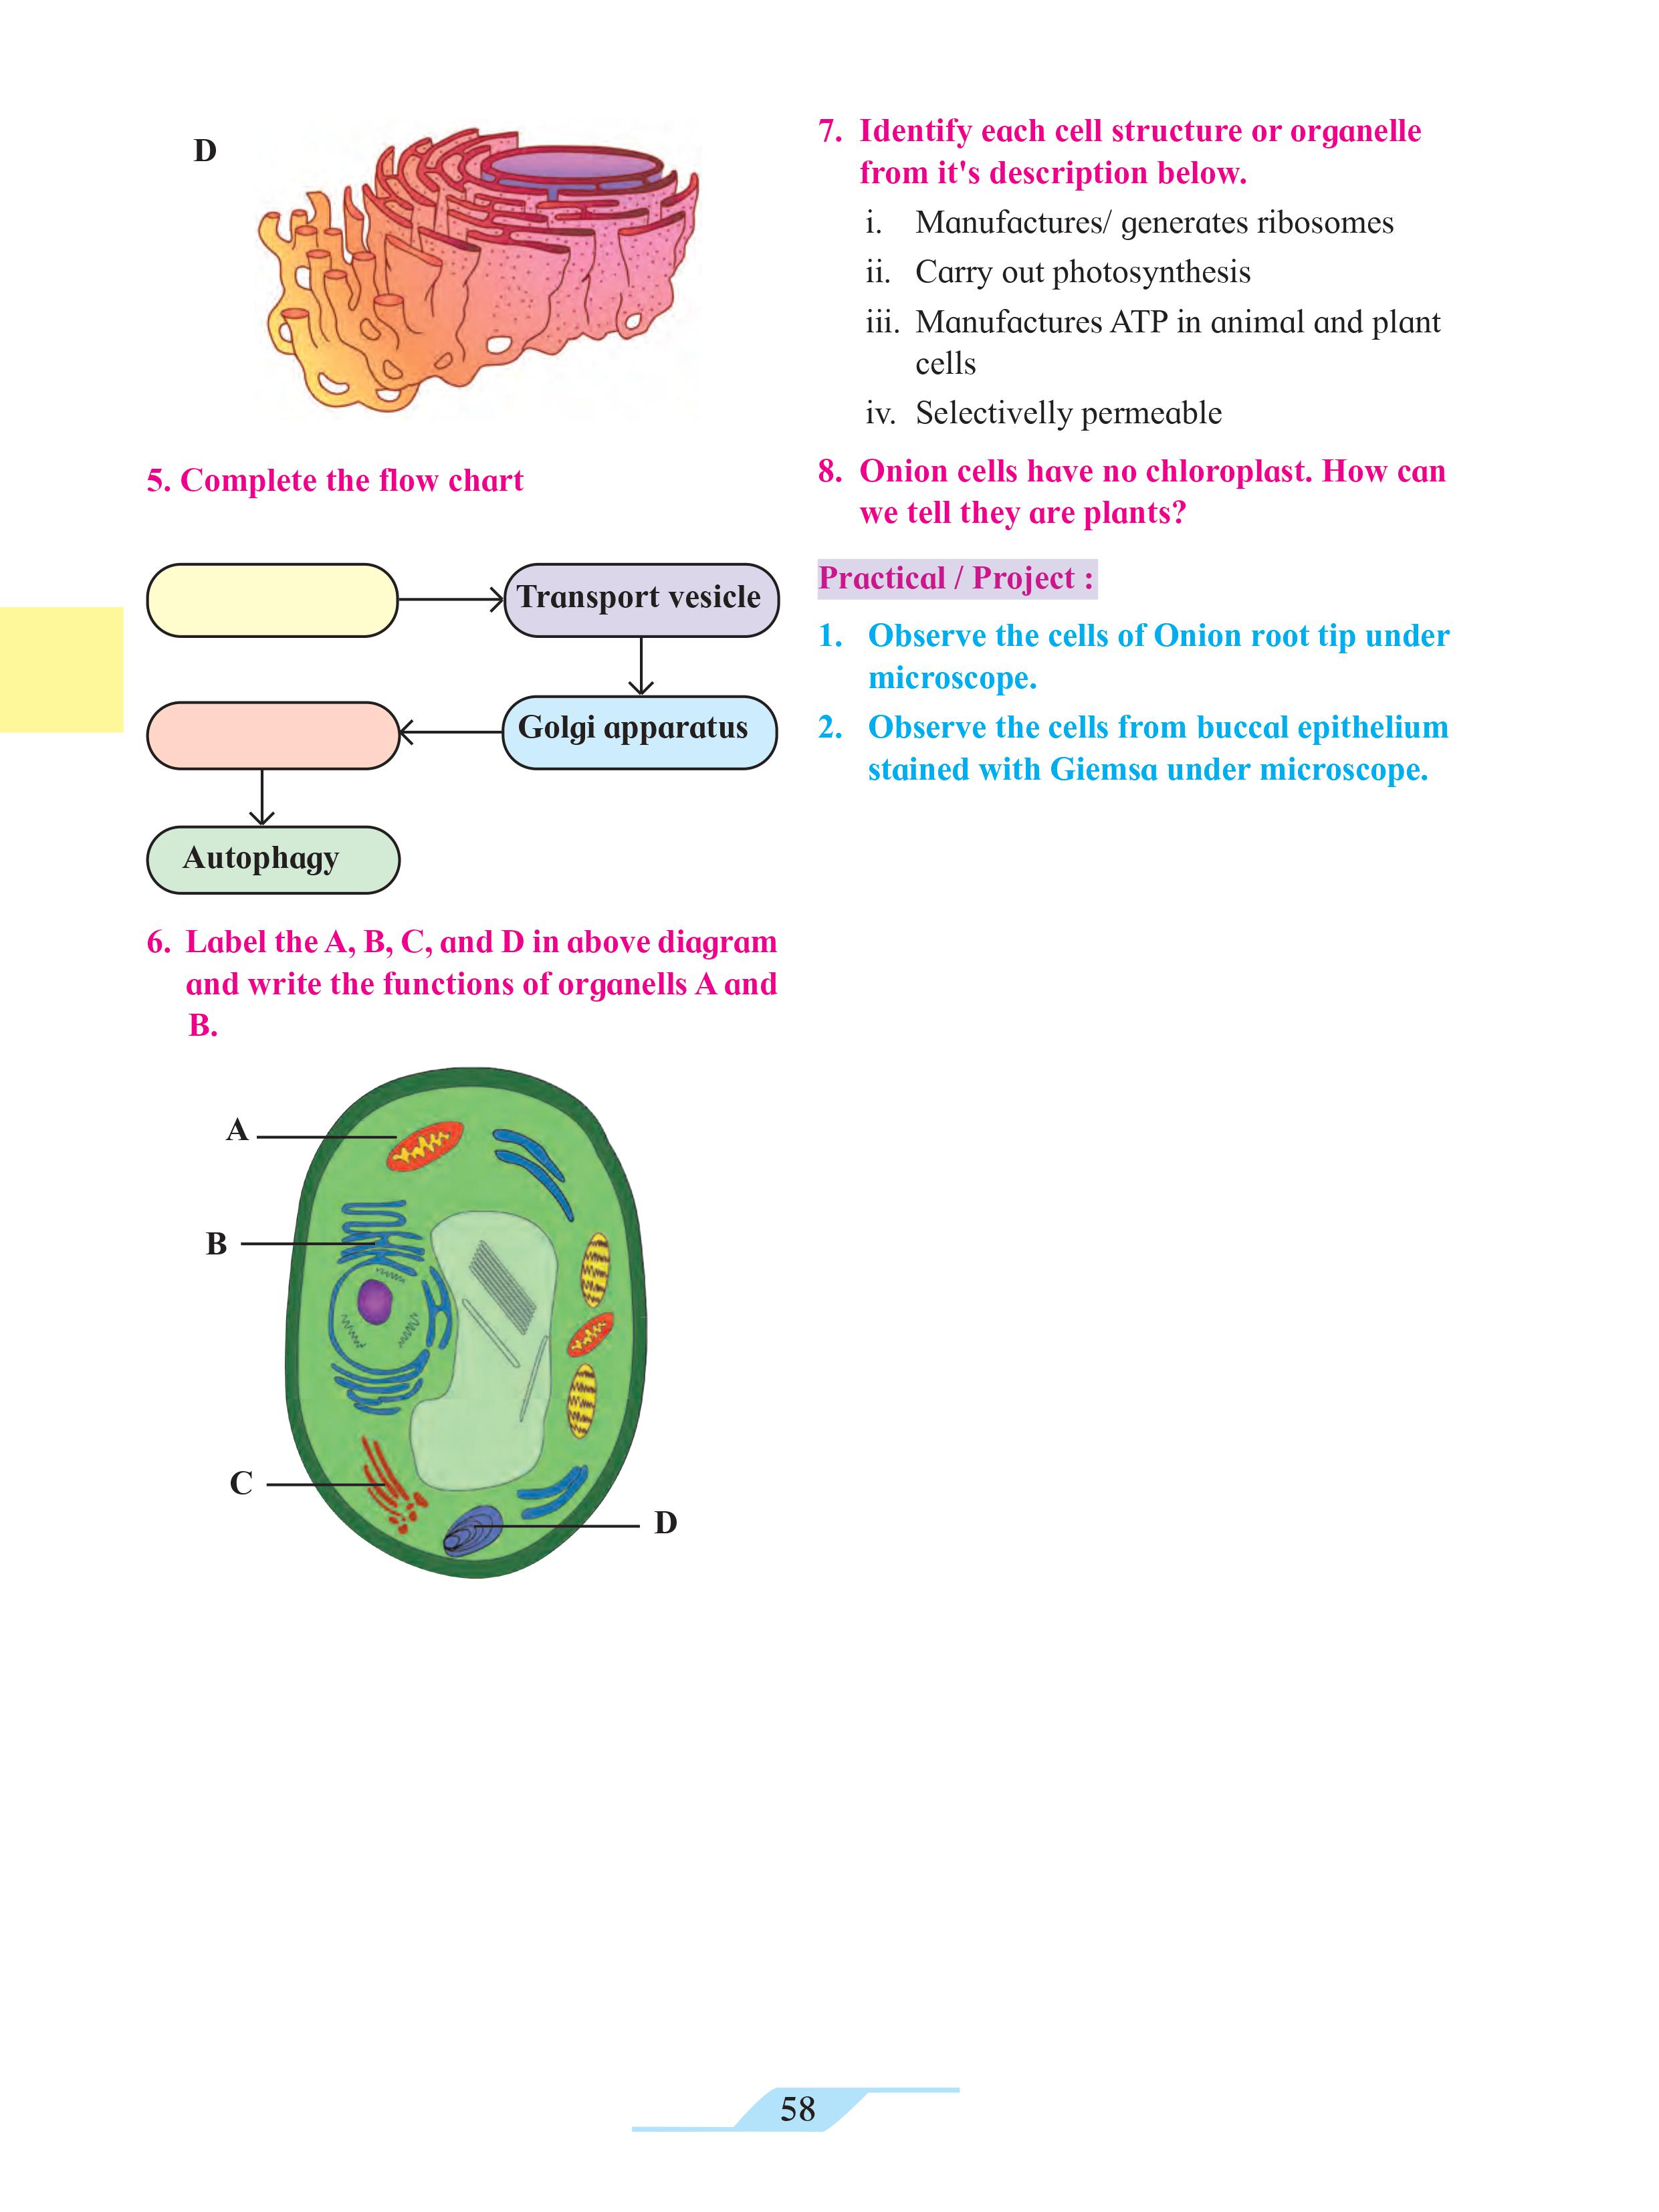 D
5. Complete the flow chart
Transport vesicle
Golgi apparatus
Autophagy
6. Label the A, B, C, and D in above diagram
and write the functions of organells A and
B.
A
B
C
D
7. Identify each cell structure or organelle
from it's description below.
i. Manufactures/ generates ribosomes
ii. Carry out photosynthesis
iii. Manufactures ATP in animal and plant
cells
iv. Selectivelly permeable
8. Onion cells have no chloroplast. How can
we tell they are plants?
Practical / Project :
1. Observe the cells of Onion root tip under
microscope.
2. Observe the cells from buccal epithelium
stained with Giemsa under microscope.
58